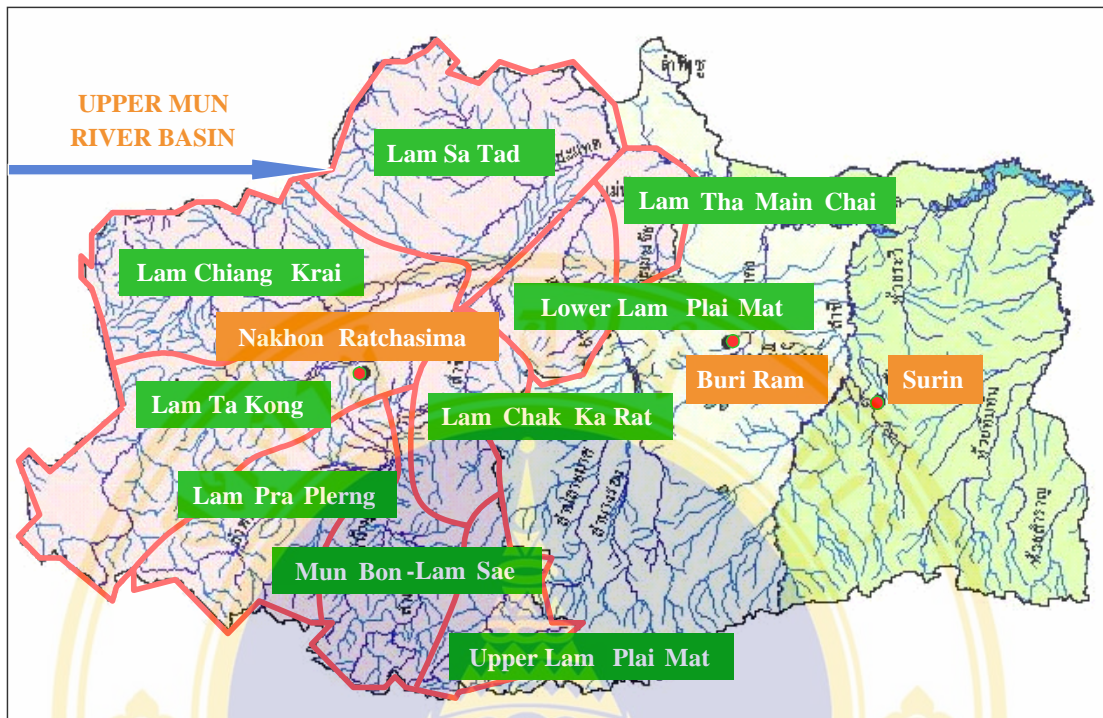 UPPER MUN
RIVER BASIN
Lam Sa Tad
Lam Tha Main Chai
Lam Chiang Krai
Lower Lam Plai Mat
Nakhon Ratchasima
Buri Ram
Surin
Lam Ta Kong
Lam Chak Ka Rat
Lam Pra Plerng
Mun Bon-Lam Sae
Upper Lam Plai Mat